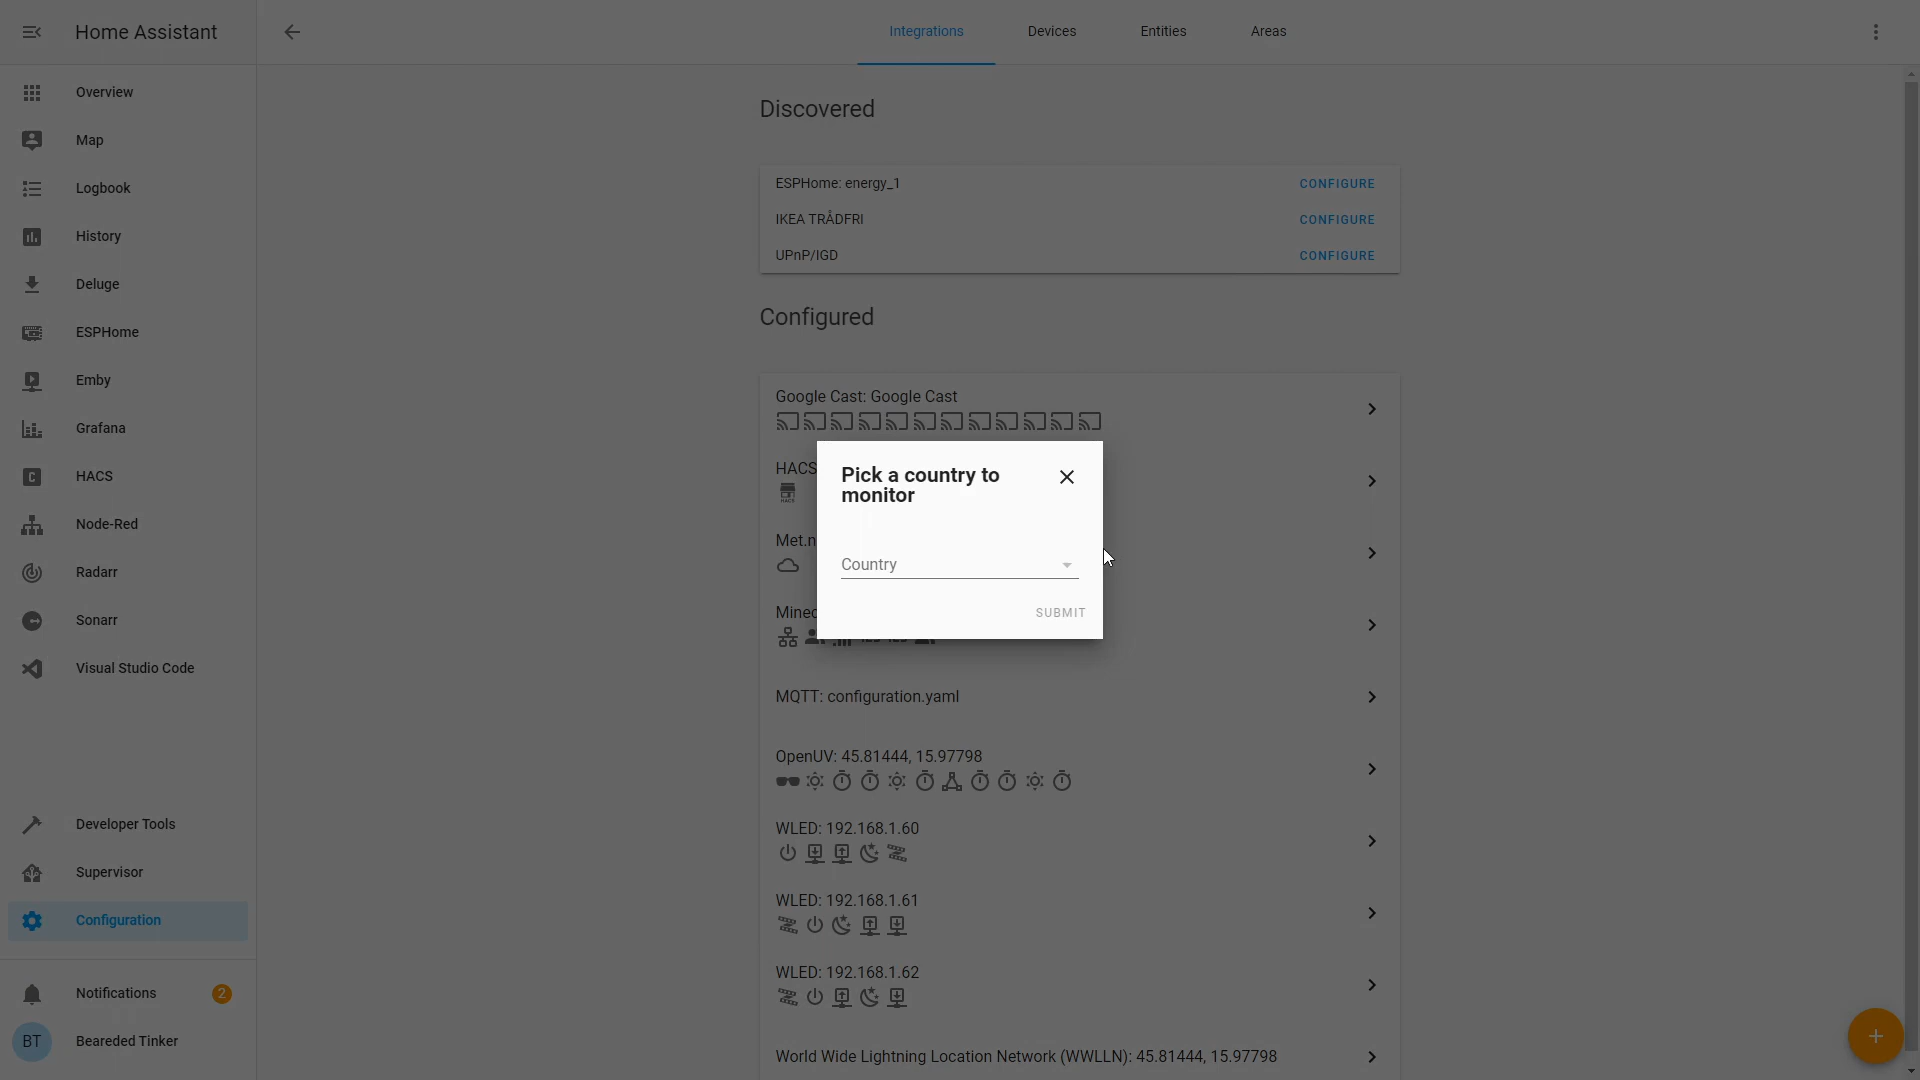 Home Assistant
Overview
Map
Logbook
History
Deluge
ESPHome
Emby
Grafana
HACS
Node-Red
Radarr
Sonarr
Visual Studio Code
Developer Tools
Supervisor
Configuration
Notifications 2
BT Beareded Tinker
Integrations Devices Entities Areas
Discovered
ESPHome: energy_1 CONFIGURE
IKEA TRÅDFRI CONFIGURE
UPnP/IGD CONFIGURE
Configured
Google Cast: Google Cast
HACS
Met.n
Minec
MQTT: configuration.yaml
OpenUV: 45.81444, 15.97798
WLED: 192.168.1.60
WLED: 192.168.1.61
WLED: 192.168.1.62
World Wide Lightning Location Network (WWLLN): 45.81444, 15.97798
Pick a country to
monitor
Country
SUBMIT